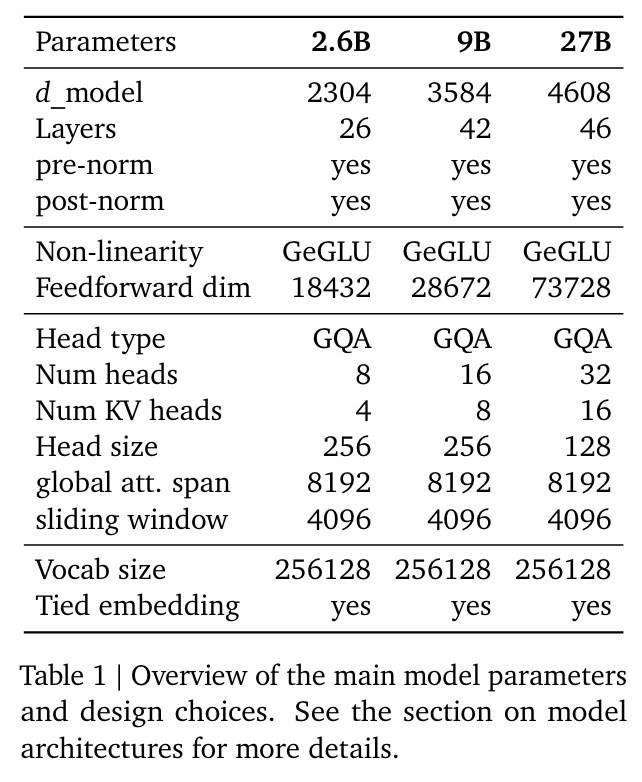 Parameters 2.6B 9B 27B
d_model 2304 3584 4608
Layers 26 42 46
pre-norm yes yes yes
post-norm yes yes yes
Non-linearity GeGLU GeGLU GeGLU
Feedforward dim 18432 28672 73728
Head type GQA GQA GQA
Num heads 8 16 32
Num KV heads 4 8 16
Head size 256 256 128
global att. span 8192 8192 8192
sliding window 4096 4096 4096
Vocab size 256128 256128 256128
Tied embedding yes yes yes
Table 1 | Overview of the main model parameters
and design choices. See the section on model
architectures for more details.